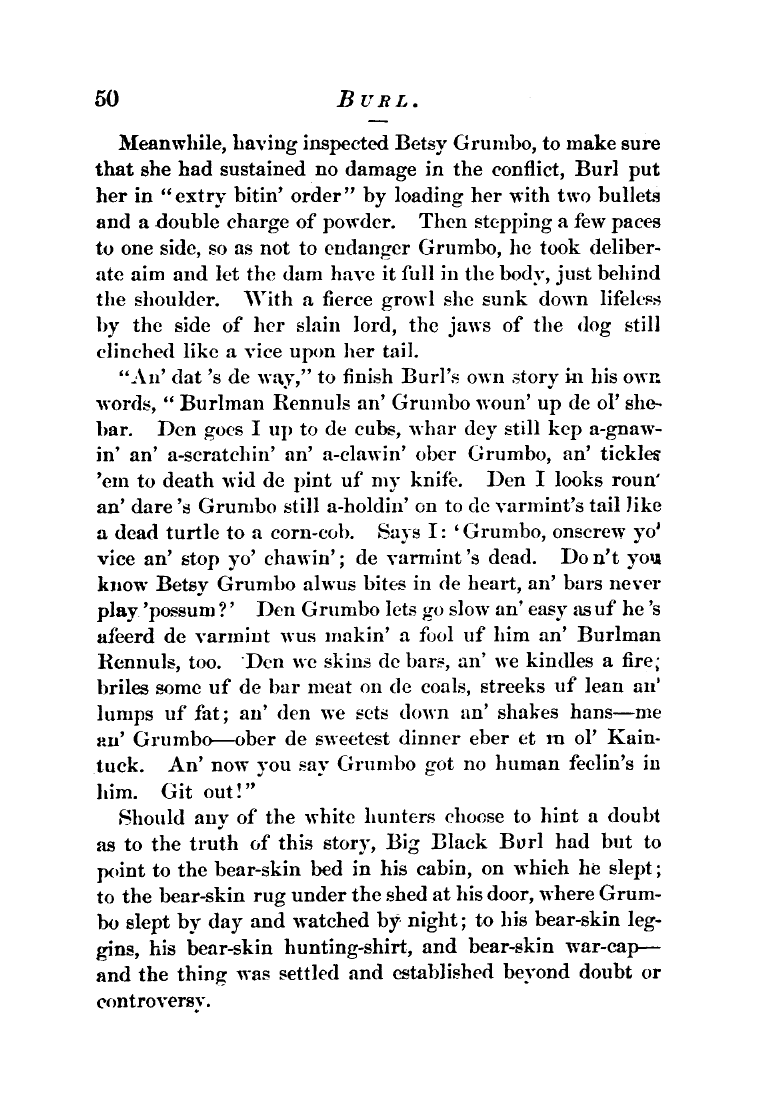 50 BURL.
Meanwhile, having inspected Betsy Grumbo, to make sure
that she had sustained no damage in the conflict, Burl put
her in "extry bitin' order" by loading her with two bullets
and a double charge of powder. Then stepping a few paces
to one side, so as not to endanger Grumbo, he took deliber-
ate aim and let the dam have it full in the body, just behind
the shoulder. With a fierce growl she sunk down lifeless
by the side of her slain lord, the jaws of the dog still
clinched like a vice upon her tail.
"An' dat 's de way," to finish Burl's own story in his own
words, "Burlman Rennuls an' Grumbo woun' up de ol' she-
bar. Den goes I up to de cubs, whar dey still kep a-gnaw-
in' an' a-scratchin' an' a-clawin' ober Grumbo, an' tickles
'em to death wid de pint uf my knife. Den I looks roun'
an' dare 's Grumbo still a-holdin' on to de varmint's tail like
a dead turtle to a corn-cob. Says I: 'Grumbo, onscrew yo'
vice an' stop yo' chawin'; de varmint 's dead. Do n't you
know Betsy Grumbo alwus bites in de heart, an' bars never
play 'possum?' Den Grumbo lets go slow an' easy as uf he 's
afeerd de varmint wus makin' a fool uf him an' Burlman
Rennuls, too. Den we skins de bars, an' we kindles a fire;
briles some uf de bar meat on de coals, streeks uf lean an'
lumps uf fat; an' den we sets down an' shakes hans—me
an' Grumbo—ober de sweetest dinner eber et in ol' Kain-
tuck. An' now you say Grumbo got no human feelin's in
him. Git out!"
Should any of the white hunters choose to hint a doubt
as to the truth of this story, Big Black Burl had but to
point to the bear-skin bed in his cabin, on which he slept;
to the bear-skin rug under the shed at his door, where Grum-
bo slept by day and watched by night; to his bear-skin leg-
gins, his bear-skin hunting-shirt, and bear-skin war-cap—
and the thing was settled and established beyond doubt or
controversy.